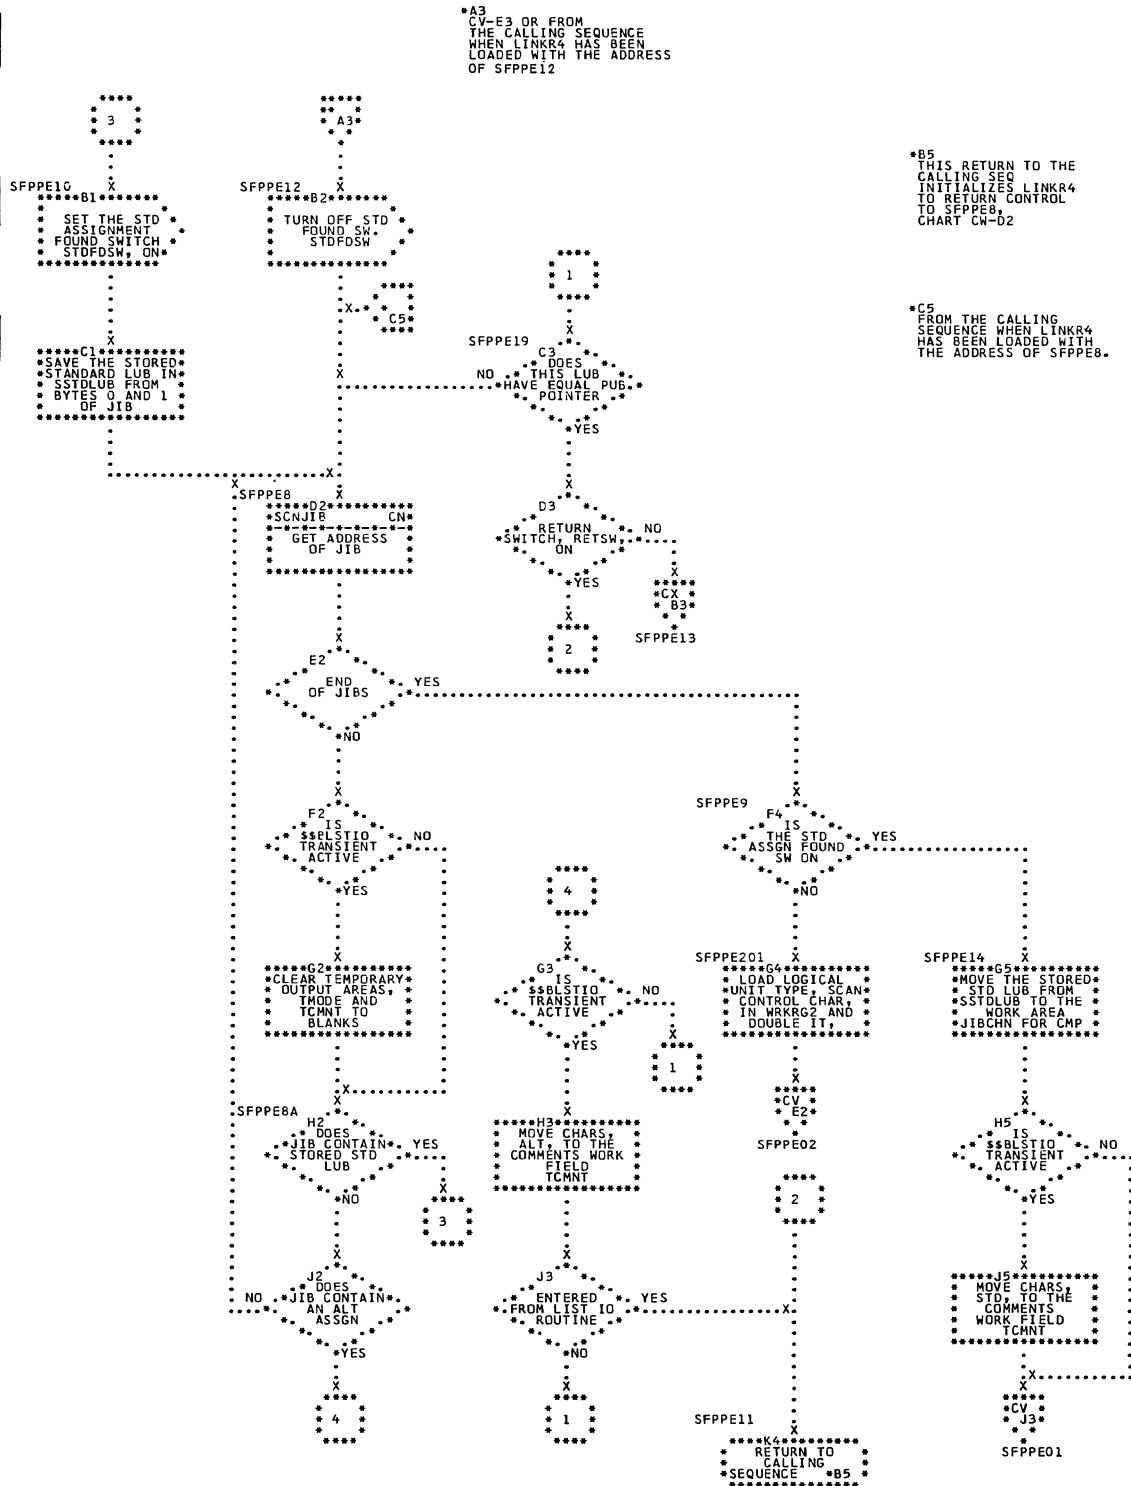 *A3
CV-E3 OR FROM
THE CALLING SEQUENCE
WHEN LINKR4 HAS BEEN
LOADED WITH THE ADDRESS
OF SFPPE12
3
A3*
*B5
THIS RETURN TO THE
CALLING SEQ
INITIALIZES LINKR4
TO RETURN CONTROL
TO SFPPE8,
CHART CW-D2
SFPPE10
B1
SET THE STD
ASSIGNMENT
FOUND SWITCH
STDFDSW, ON
SFPPE12
B2
TURN OFF STD
FOUND SW.
STDFDSW
1
C5*
*C5
FROM THE CALLING
SEQUENCE WHEN LINKR4
HAS BEEN LOADED WITH
THE ADDRESS OF SFPPE8.
C1
SAVE THE STORED
STANDARD LUB IN
SSTDLUB FROM
BYTES 0 AND 1
OF JIB
SFPPE19
C3
DOES
THIS LUB
HAVE EQUAL PUB
POINTER
NO
YES
SFPPE8
D2
SCNJIB CN
GET ADDRESS
OF JIB
D3
RETURN
SWITCH, RETSW,
ON
NO
YES
CX
B3
SFPPE13
2
E2
END
OF JIBS
YES
NO
F2
IS
$$BLSTIO
TRANSIENT
ACTIVE
NO
YES
SFPPE9
F4
IS
THE STD
ASSGN FOUND
SW ON
YES
NO
4
G2
CLEAR TEMPORARY
OUTPUT AREAS,
TMODE AND
TCMNT TO
BLANKS
G3
IS
$$BLSTIO
TRANSIENT
ACTIVE
NO
YES
1
SFPPE201
G4
LOAD LOGICAL
UNIT TYPE, SCAN
CONTROL CHAR,
IN WRKRG2 AND
DOUBLE IT,
CV
E2
SFPPE02
SFPPE14
G5
MOVE THE STORED
STD LUB FROM
SSTDLUB TO THE
WORK AREA
JIBCHN FOR CMP
SFPPE8A
H2
DOES
JIB CONTAIN
STORED STD
LUB
YES
NO
3
H3
MOVE CHARS,
ALT, TO THE
COMMENTS WORK
FIELD
TCMNT
2
H5
IS
$$BLSTIO
TRANSIENT
ACTIVE
NO
YES
J2
DOES
JIB CONTAIN
AN ALT
ASSGN
NO
YES
4
J3
ENTERED
FROM LIST IO
ROUTINE
YES
NO
1
J5
MOVE CHARS,
STD, TO THE
COMMENTS
WORK FIELD
TCMNT
CV
J3
SFPPE01
SFPPE11
K4
RETURN TO
CALLING
SEQUENCE *B5